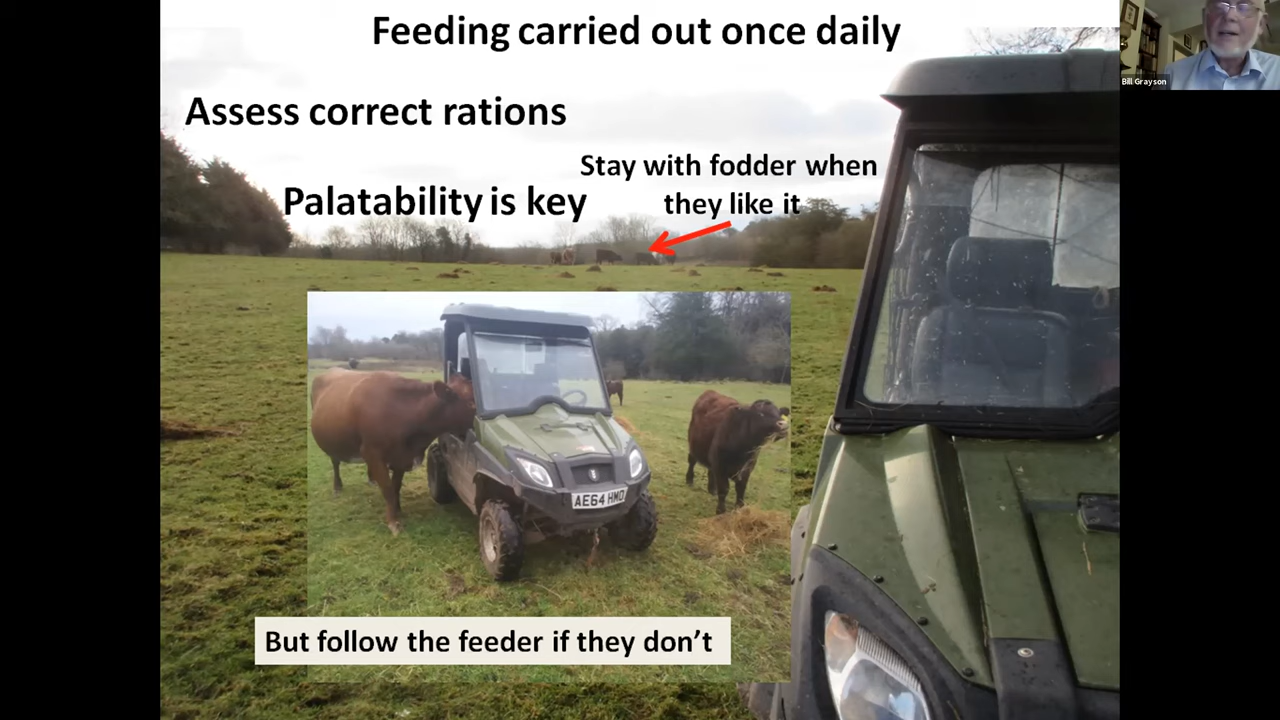 Feeding carried out once daily
Bill Grayson
Assess correct rations
Stay with fodder when
they like it
Palatability is key
AE64 HMO
But follow the feeder if they don't